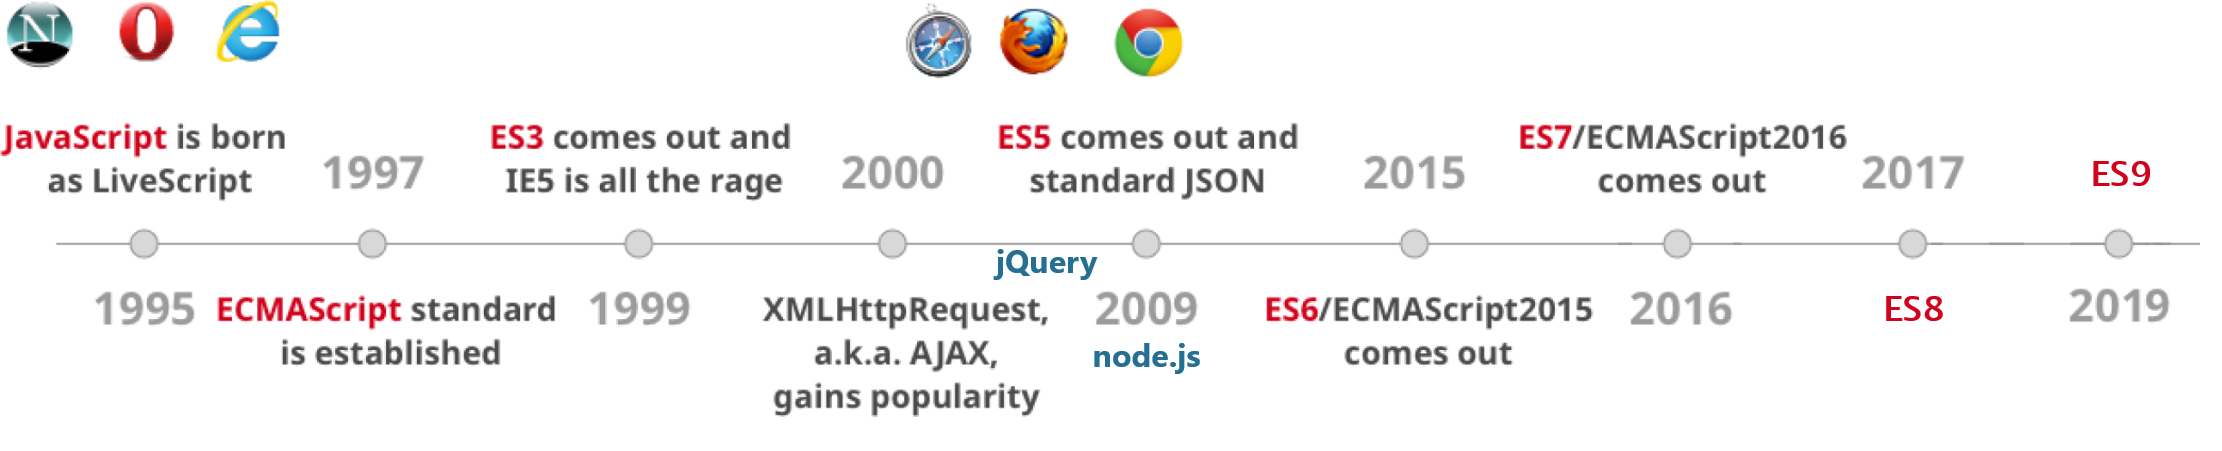 JavaScript is born
as LiveScript
1995
1997
ECMAScript standard
is established
ES3 comes out and
IE5 is all the rage
1999
2000
XMLHttpRequest,
a.k.a. AJAX,
gains popularity
jQuery
ES5 comes out and
standard JSON
2009
node.js
2015
ES6/ECMAScript2015
comes out
ES7/ECMAScript2016
comes out
2016
2017
ES8
ES9
2019